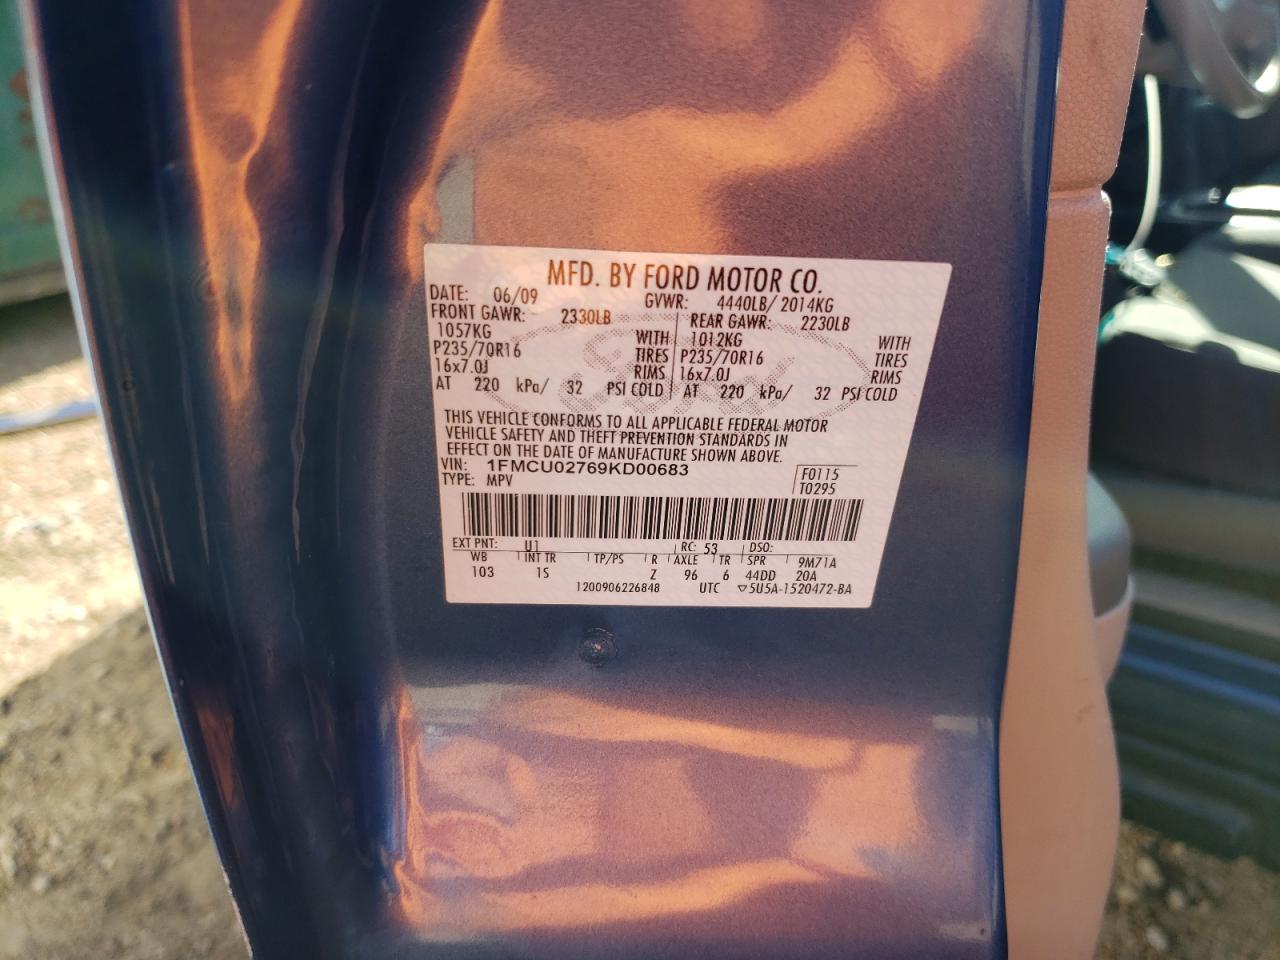 MFD. BY FORD MOTOR CO.
DATE: 06/09 GVWR: 4440LB/ 2014KG
FRONT GAWR: 2330LB REAR GAWR: 2230LB
1057KG WITH 1012KG WITH
P235/70R16 TIRES P235/70R16 TIRES
16x7.0J RIMS 16x7.0J RIMS
AT 220 kPa/ 32 PSI COLD AT 220 kPa/ 32 PSI COLD
THIS VEHICLE CONFORMS TO ALL APPLICABLE FEDERAL MOTOR
VEHICLE SAFETY AND THEFT PREVENTION STANDARDS IN
EFFECT ON THE DATE OF MANUFACTURE SHOWN ABOVE.
VIN: 1FMCU02769KD00683 F0115
TYPE: MPV T0295
EXT PNT: U1 RC: 53 DSO:
WB INT TR TP/PS R AXLE TR SPR 9M71A
103 1S Z 96 6 44DD 20A
1200906226848 UTC ▽5U5A-1520472-BA
Ford